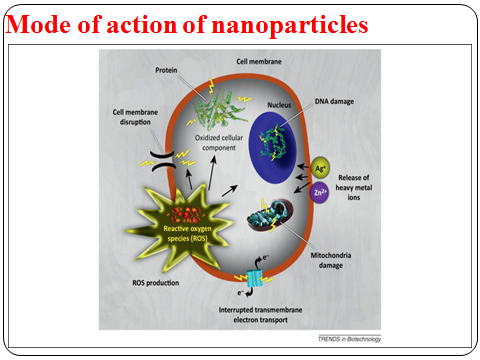 Mode of action of nanoparticles
Cell membrane
Protein
Nucleus
DNA damage
Cell membrane
disruption
Oxidized cellular
component
Ag+
Release of
heavy metal
ions
Zn2+
Reactive oxygen
species (ROS)
Mitochondria
damage
e-
ROS production
e-
Interrupted transmembrane
electron transport
TRENDS in Biotechnology